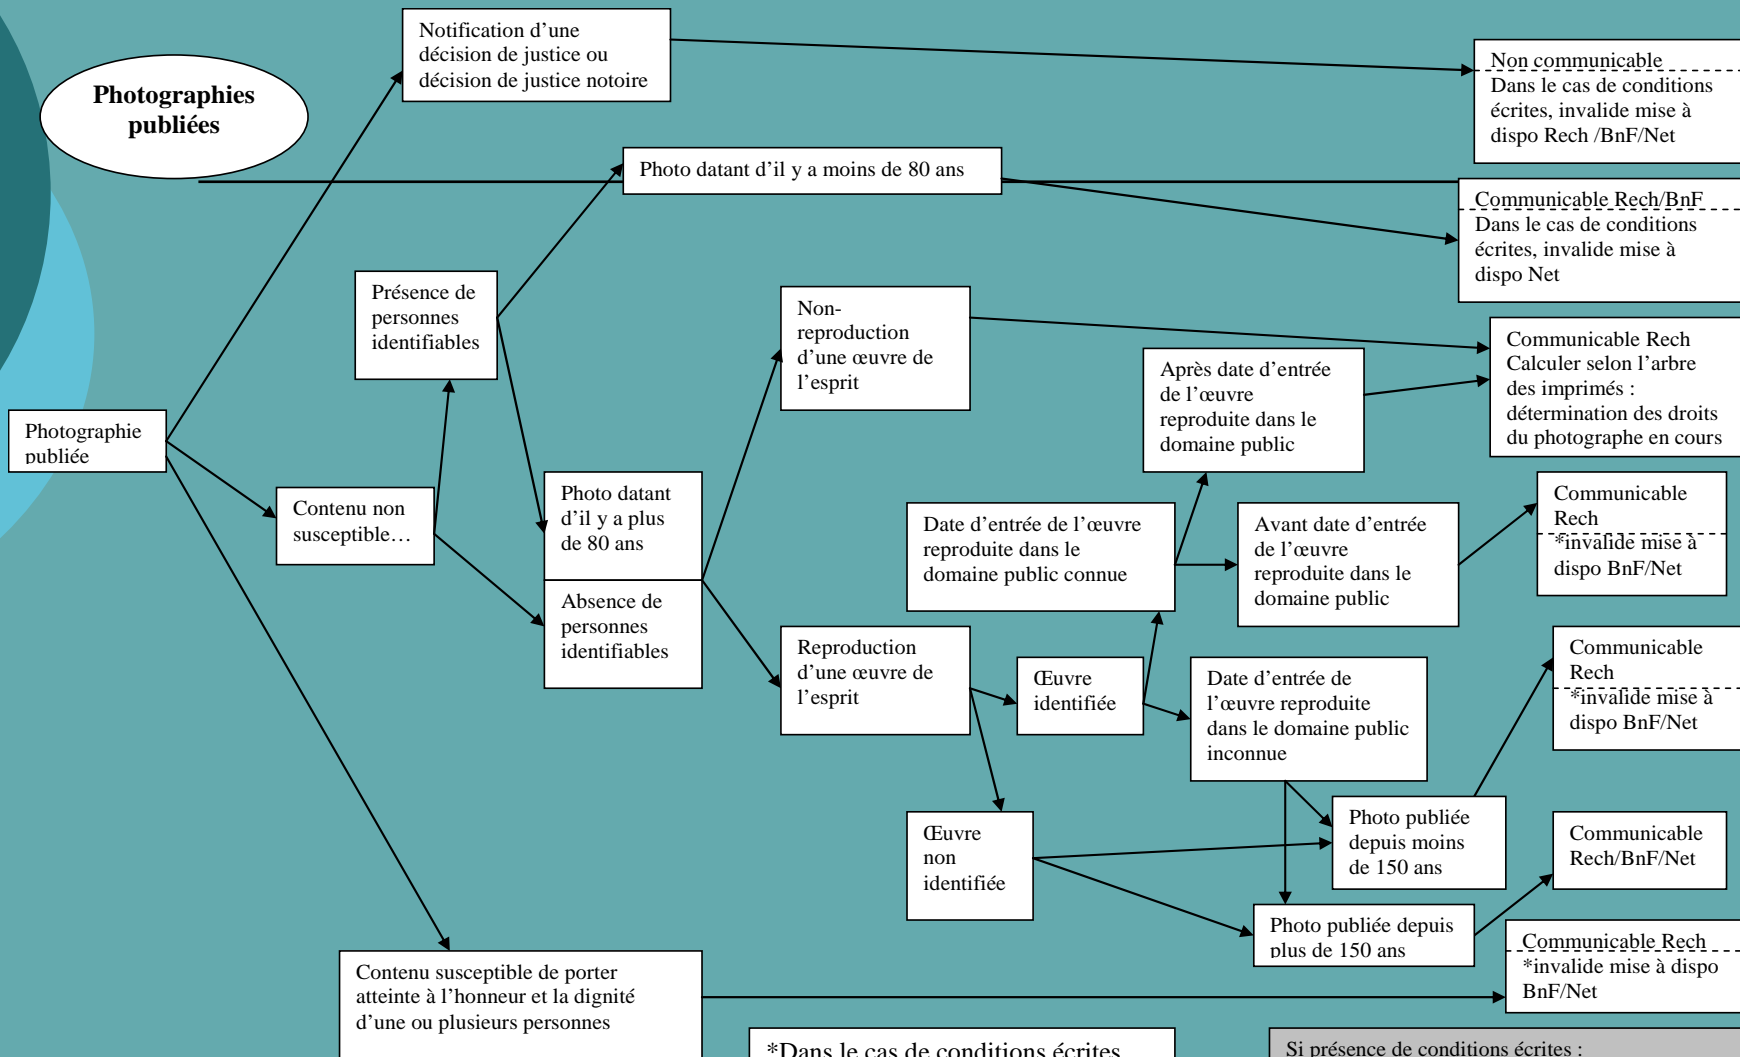 Photographies
publiées
Notification d’une
décision de justice ou
décision de justice notoire
Non communicable
Dans le cas de conditions
écrites, invalide mise à
dispo Rech /BnF/Net
Photo datant d’il y a moins de 80 ans
Communicable Rech/BnF
Dans le cas de conditions
écrites, invalide mise à
dispo Net
Présence de
personnes
identifiables
Non-
reproduction
d’une œuvre de
l’esprit
Communicable Rech
Calculer selon l’arbre
des imprimés :
détermination des droits
du photographe en cours
Après date d’entrée
de l’œuvre
reproduite dans le
domaine public
Photographie
publiée
Contenu non
susceptible…
Photo datant
d’il y a plus
de 80 ans
Absence de
personnes
identifiables
Date d’entrée de l’œuvre
reproduite dans le
domaine public connue
Avant date d’entrée
de l’œuvre
reproduite dans le
domaine public
Communicable
Rech
*invalide mise à
dispo BnF/Net
Reproduction
d’une œuvre de
l’esprit
Œuvre
identifiée
Date d’entrée de
l’œuvre reproduite
dans le domaine public
inconnue
Communicable
Rech
*invalide mise à
dispo BnF/Net
Œuvre
non
identifiée
Photo publiée
depuis moins
de 150 ans
Communicable
Rech/BnF/Net
Photo publiée depuis
plus de 150 ans
Communicable Rech
*invalide mise à dispo
BnF/Net
Contenu susceptible de porter
atteinte à l’honneur et la dignité
d’une ou plusieurs personnes
*Dans le cas de conditions écrites
Si présence de conditions écrites :